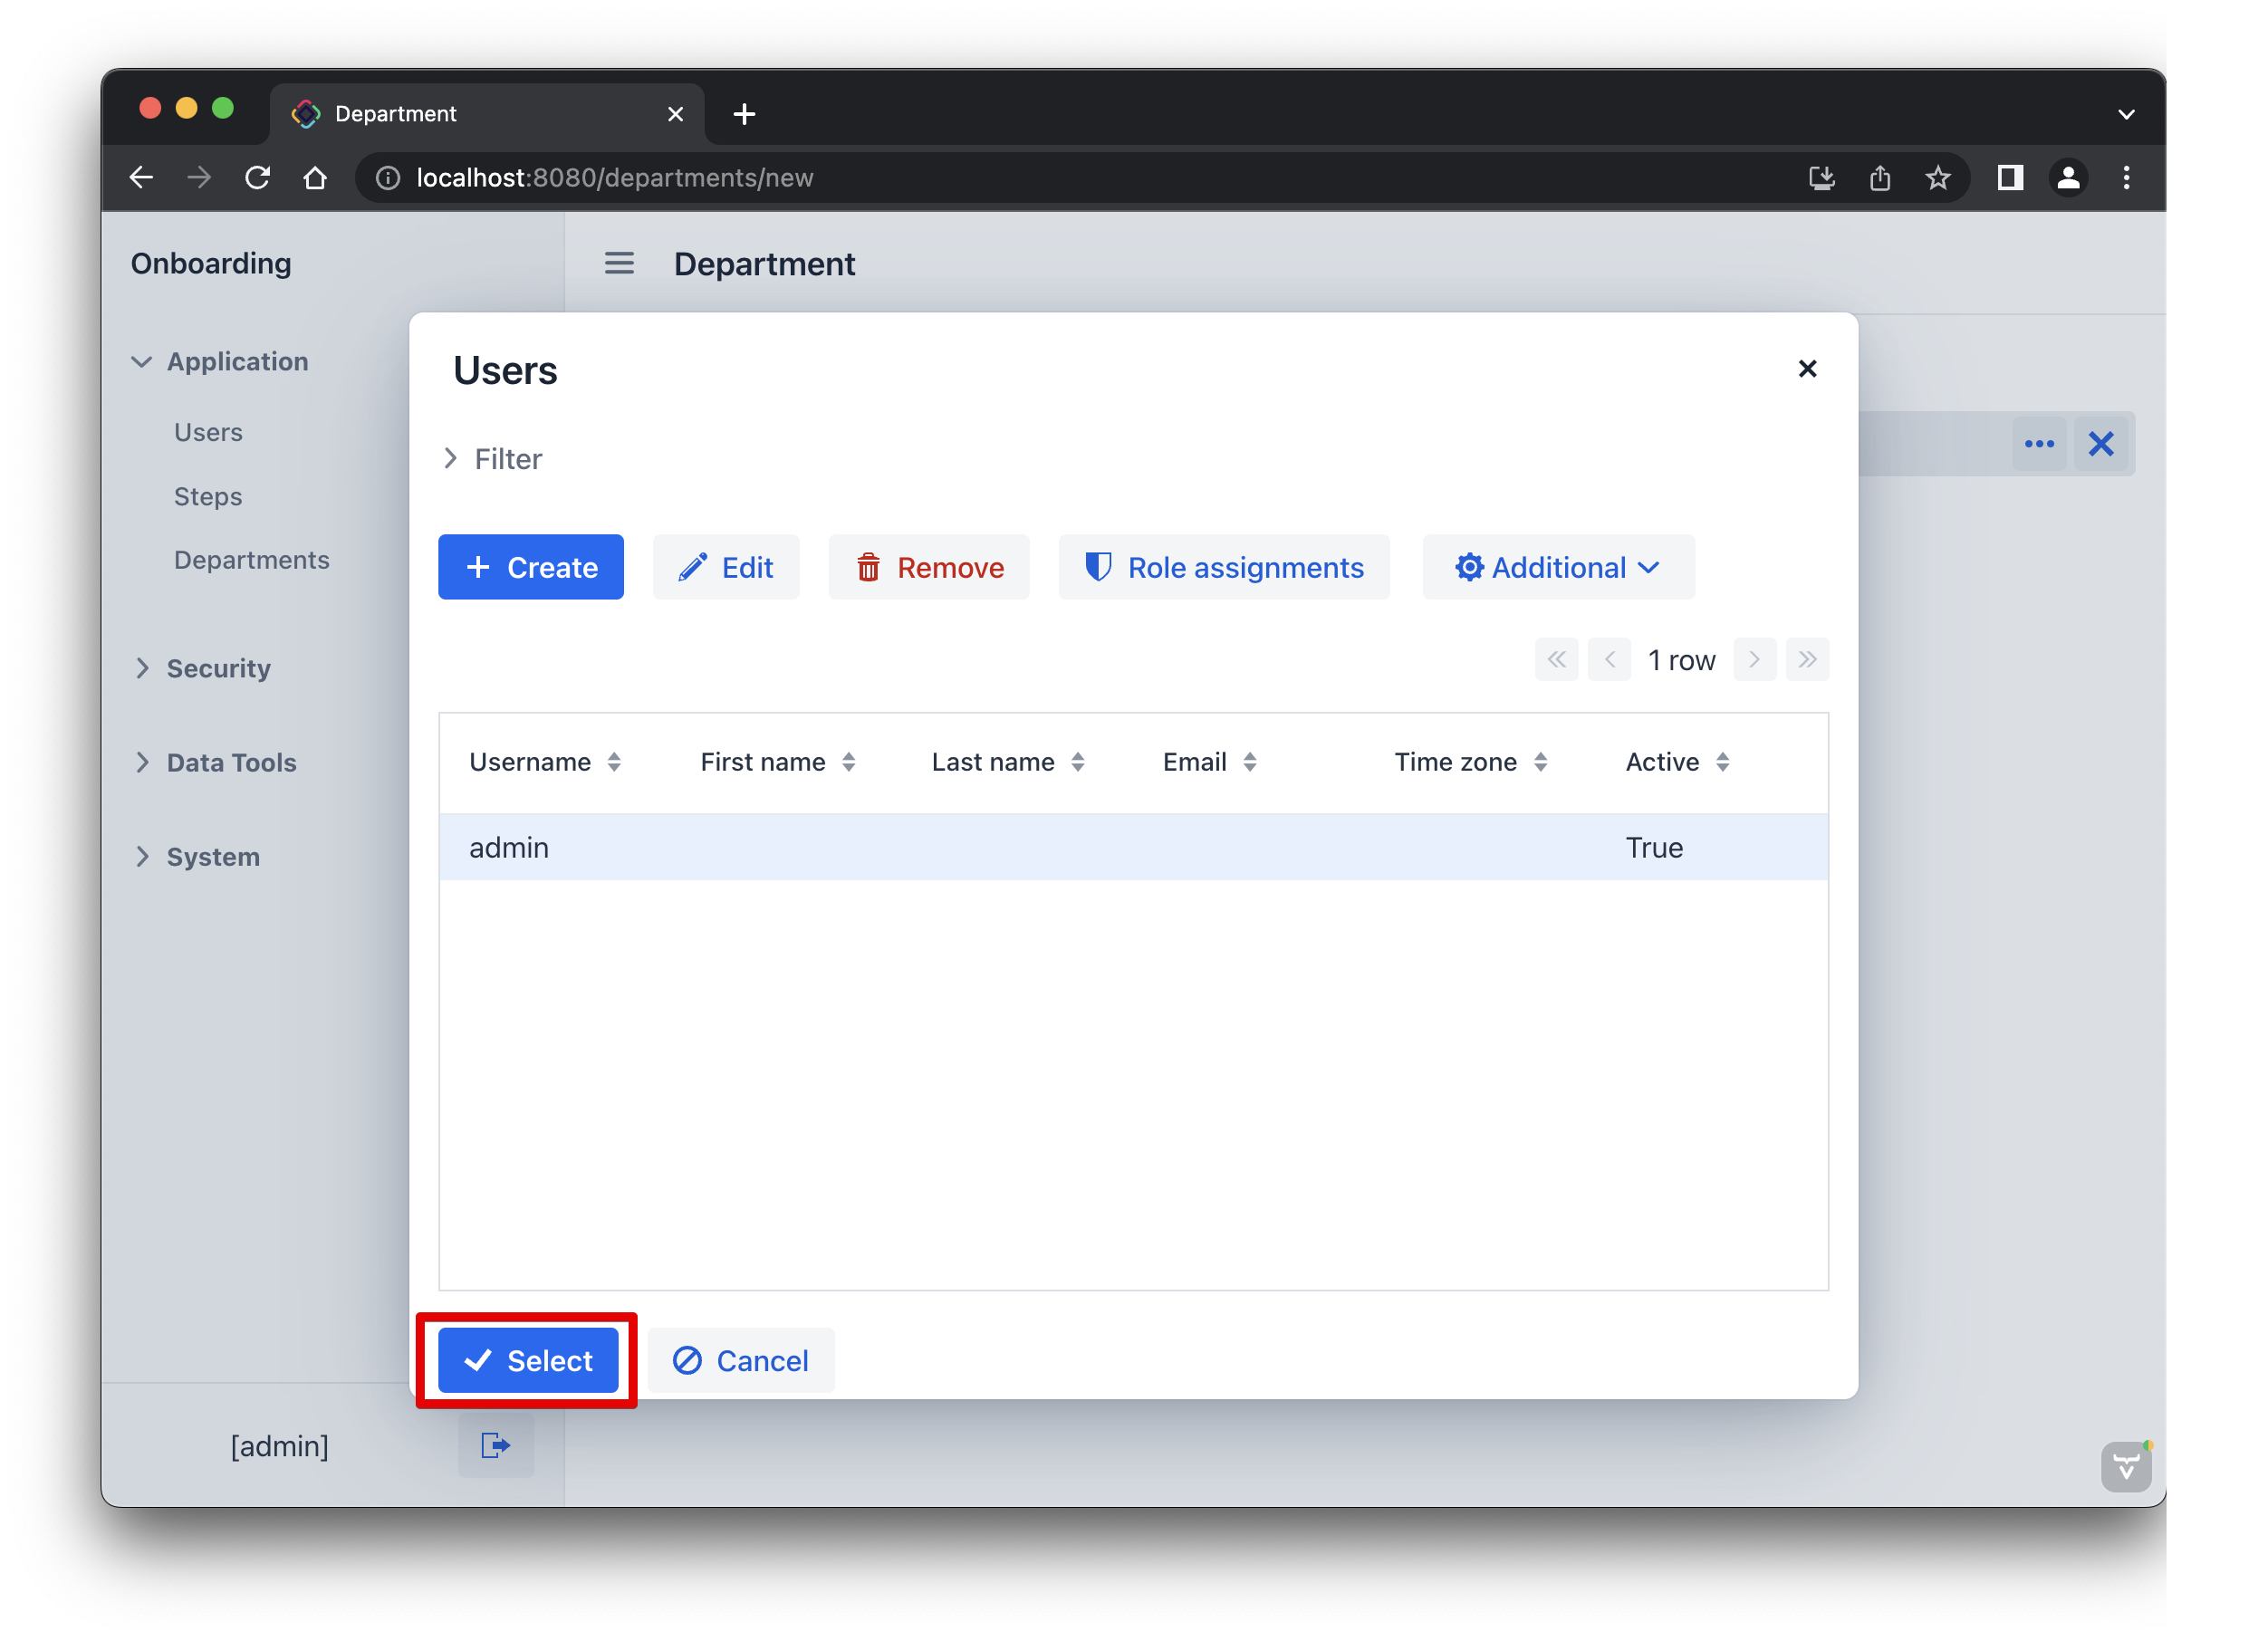 Department
localhost:8080/departments/new
Onboarding
Department
Application
Users
Steps
Departments
Security
Data Tools
System
[admin]
Users
Filter
Create Edit Remove Role assignments Additional
1 row
Username First name Last name Email Time zone Active
admin True
Select Cancel